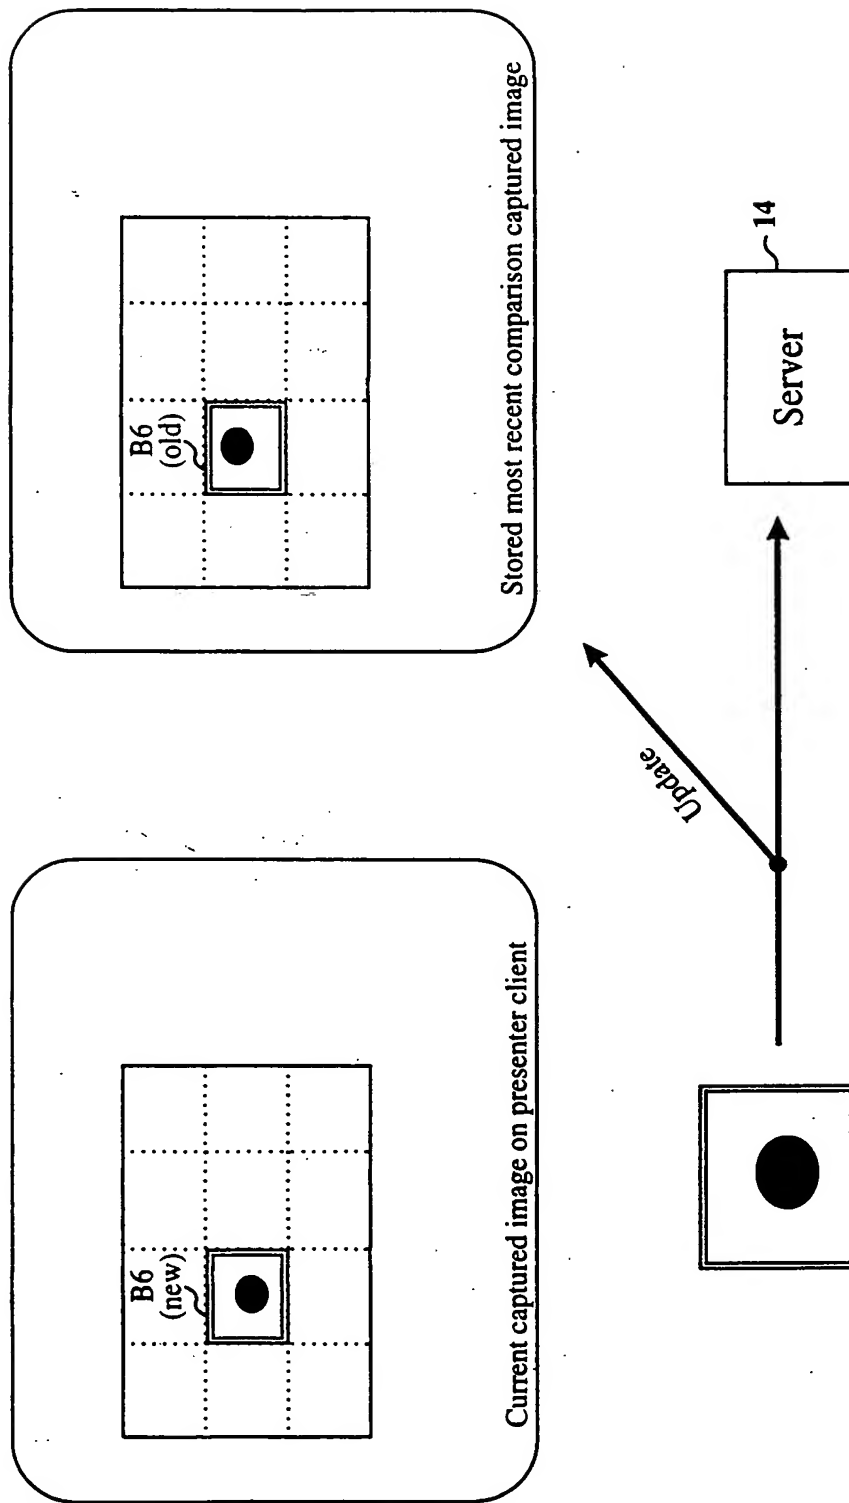 B6
(new)
Current captured image on presenter client
B6
(old)
Stored most recent comparison captured image
Update
Server
14